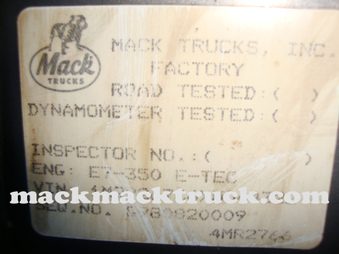 Mack
TRUCKS
MACK TRUCKS, INC.
FACTORY
ROAD TESTED:( )
DYNAMOMETER TESTED:( )
INSPECTOR NO.:(
ENG: E7-350 E-TEC
mackmacktruck.com
4MR2766